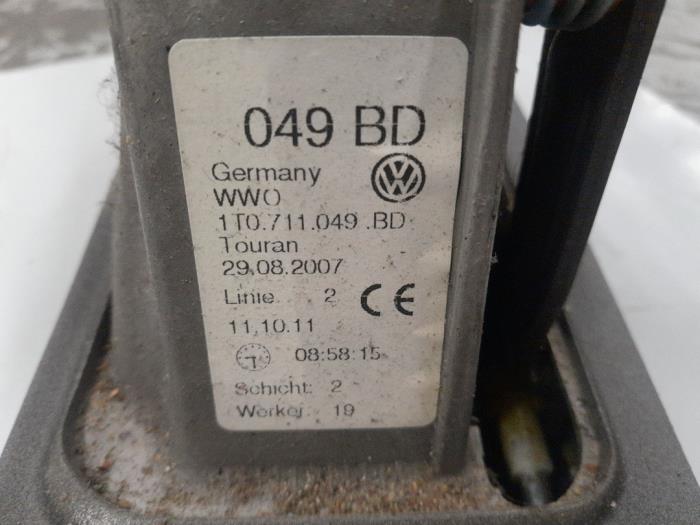 049 BD
Germany
WWO
1T0.711.049 .BD
Touran
29.08.2007
Linie 2 CE
11.10.11
08:58:15
Schicht: 2
Werker 19